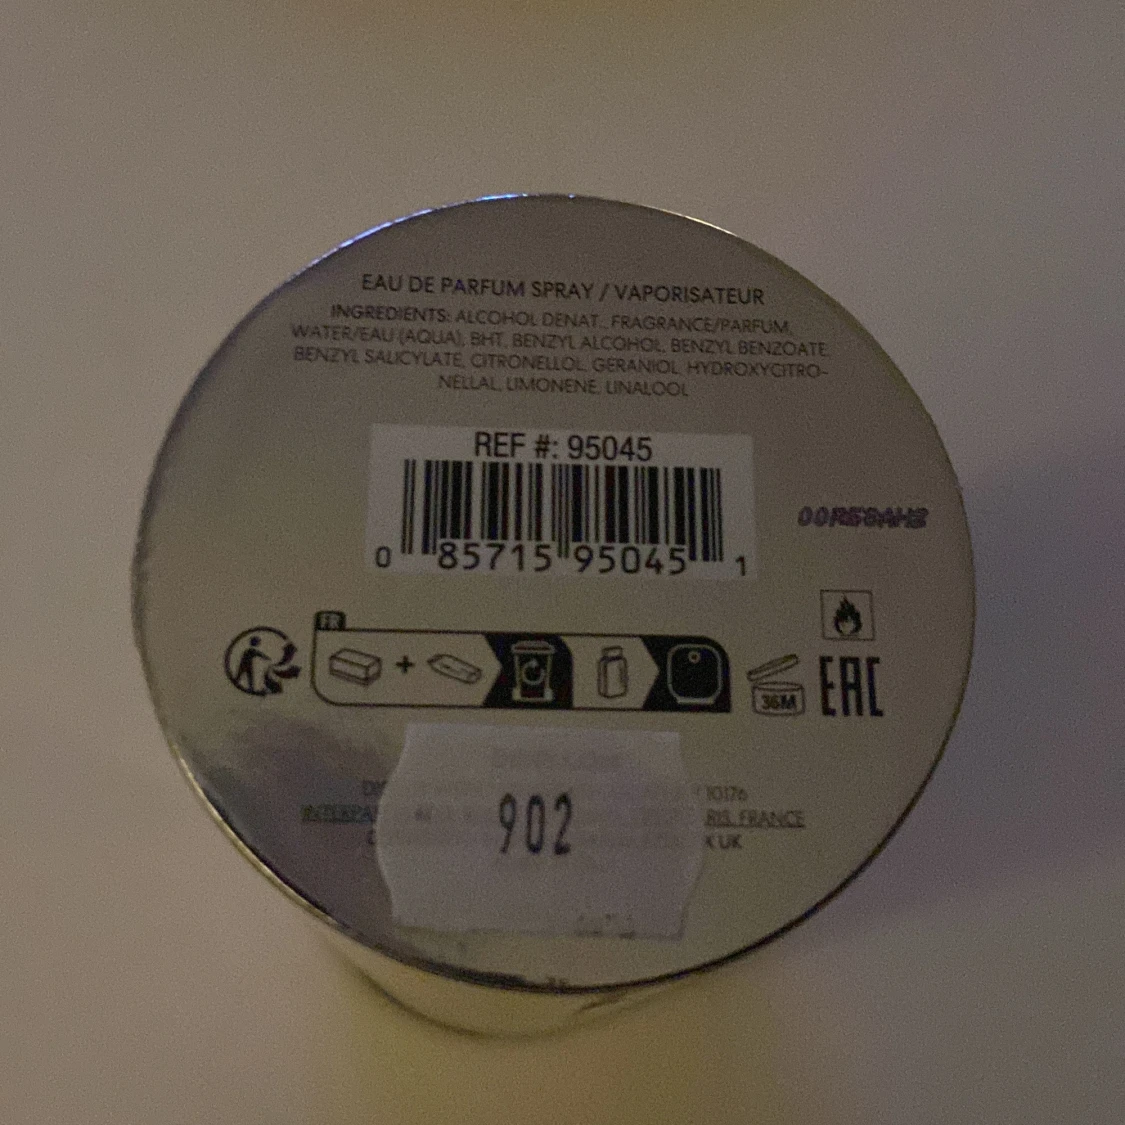 EAU DE PARFUM SPRAY / VAPORISATEUR
INGREDIENTS: ALCOHOL DENAT., FRAGRANCE/PARFUM,
WATER/EAU (AQUA), BHT, BENZYL ALCOHOL, BENZYL BENZOATE,
BENZYL SALICYLATE, CITRONELLOL, GERANIOL, HYDROXYCITRO-
NELLAL, LIMONENE, LINALOOL
REF #: 95045
0 85715 95045 1
FR
36M
EAC
10176
RIS, FRANCE
UK
902